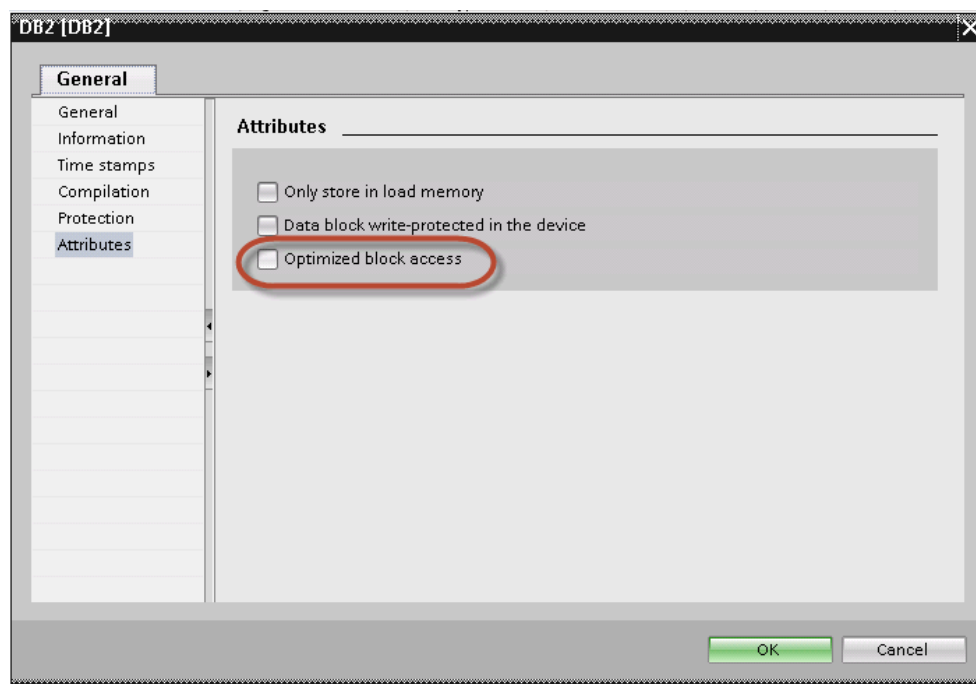 DB2 [DB2]
General
General
Information
Time stamps
Compilation
Protection
Attributes
Attributes
Only store in load memory
Data block write-protected in the device
Optimized block access
OK
Cancel